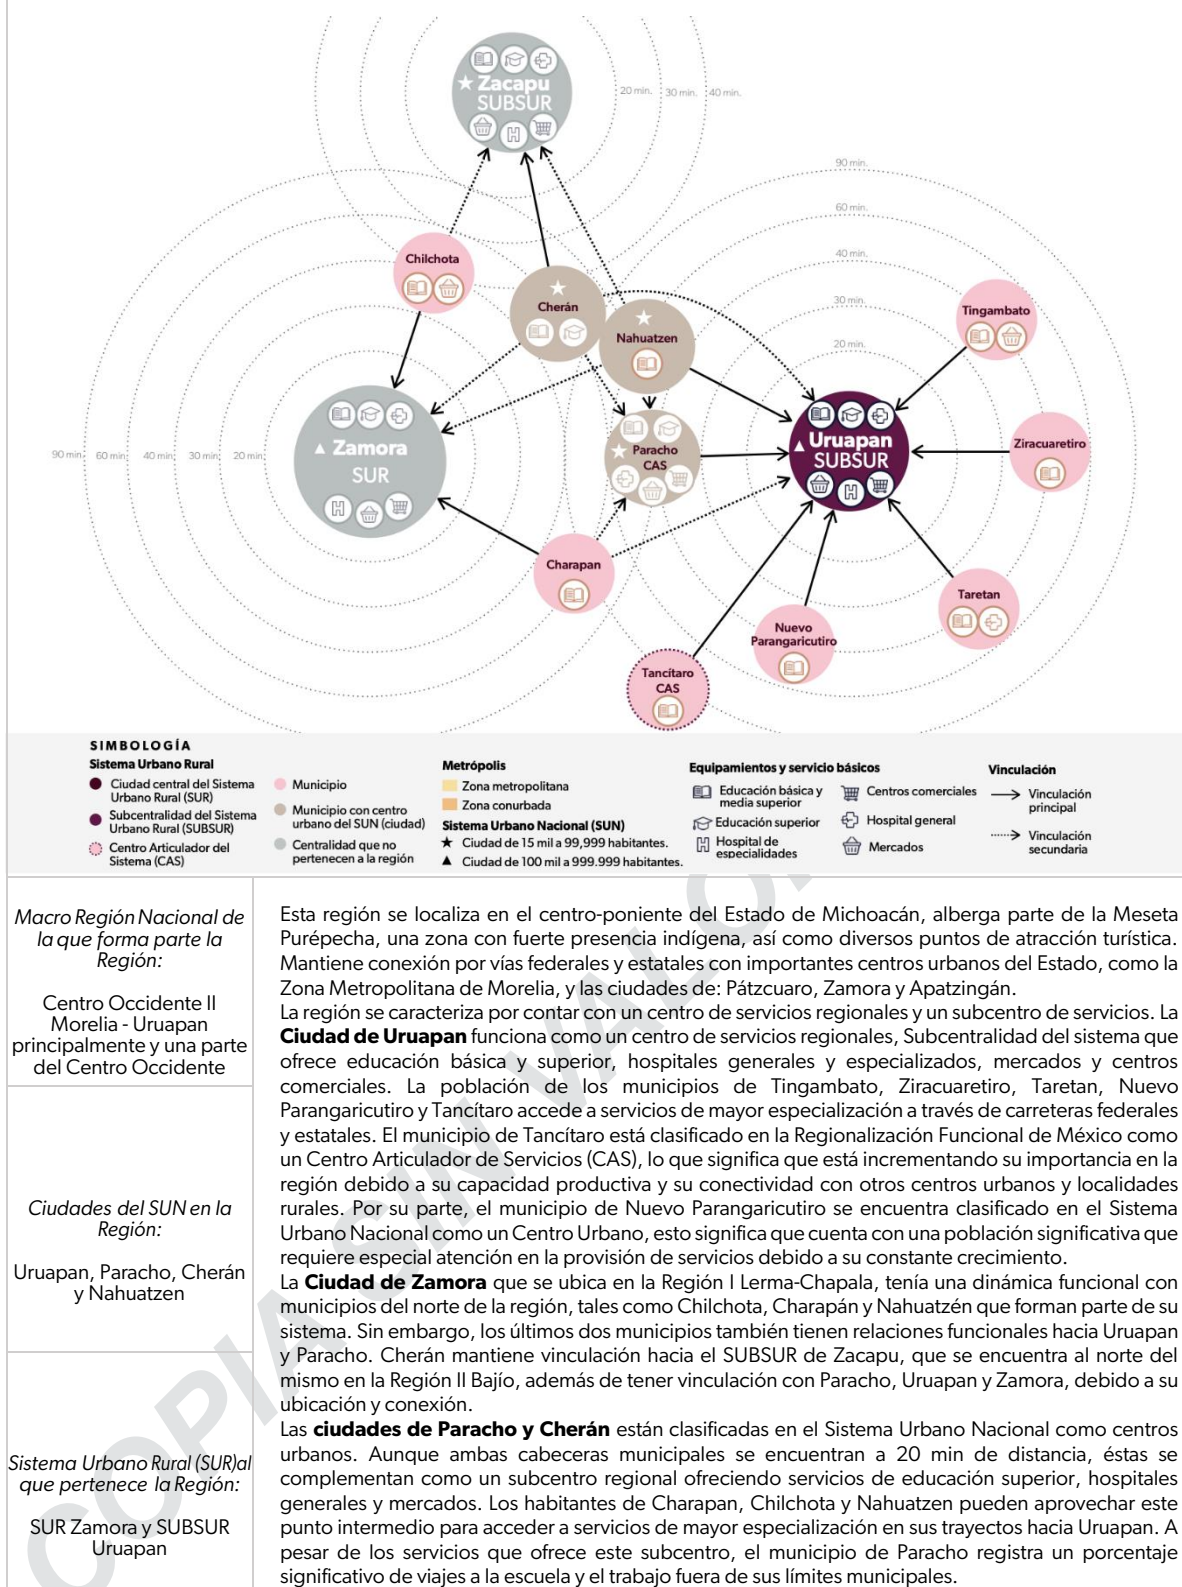 Zacapu
SUBSUR
20 min.
30 min.
40 min.
90 min.
60 min.
40 min.
30 min.
20 min.
Chilchota
Cherán
Nahuatzen
Tingambato
Zamora
SUR
90 min.
60 min.
40 min.
30 min.
20 min.
Paracho
CAS
Uruapan
SUBSUR
Ziracuaretiro
Charapan
Taretan
Nuevo
Parangaricutiro
Tancítaro
CAS
SIMBOLOGÍA
Sistema Urbano Rural
Ciudad central del Sistema
Urbano Rural (SUR)
Subcentralidad del Sistema
Urbano Rural (SUBSUR)
Centro Articulador del
Sistema (CAS)
Municipio
Municipio con centro
urbano del SUN (ciudad)
Centralidad que no
pertenecen a la región
Metrópolis
Zona metropolitana
Zona conurbada
Sistema Urbano Nacional (SUN)
Ciudad de 15 mil a 99,999 habitantes.
Ciudad de 100 mil a 999.999 habitantes.
Equipamientos y servicio básicos
Educación básica y
media superior
Educación superior
Hospital de
especialidades
Centros comerciales
Hospital general
Mercados
Vinculación
Vinculación
principal
Vinculación
secundaria
Macro Región Nacional de
la que forma parte la
Región:
Centro Occidente II
Morelia - Uruapan
principalmente y una parte
del Centro Occidente
Ciudades del SUN en la
Región:
Uruapan, Paracho, Cherán
y Nahuatzen
Sistema Urbano Rural (SUR)al
que pertenece la Región:
SUR Zamora y SUBSUR
Uruapan
Esta región se localiza en el centro-poniente del Estado de Michoacán, alberga parte de la Meseta
Purépecha, una zona con fuerte presencia indígena, así como diversos puntos de atracción turística.
Mantiene conexión por vías federales y estatales con importantes centros urbanos del Estado, como la
Zona Metropolitana de Morelia, y las ciudades de: Pátzcuaro, Zamora y Apatzingán.
La región se caracteriza por contar con un centro de servicios regionales y un subcentro de servicios. La
Ciudad de Uruapan funciona como un centro de servicios regionales, Subcentralidad del sistema que
ofrece educación básica y superior, hospitales generales y especializados, mercados y centros
comerciales. La población de los municipios de Tingambato, Ziracuaretiro, Taretan, Nuevo
Parangaricutiro y Tancítaro accede a servicios de mayor especialización a través de carreteras federales
y estatales. El municipio de Tancítaro está clasificado en la Regionalización Funcional de México como
un Centro Articulador de Servicios (CAS), lo que significa que está incrementando su importancia en la
región debido a su capacidad productiva y su conectividad con otros centros urbanos y localidades
rurales. Por su parte, el municipio de Nuevo Parangaricutiro se encuentra clasificado en el Sistema
Urbano Nacional como un Centro Urbano, esto significa que cuenta con una población significativa que
requiere especial atención en la provisión de servicios debido a su constante crecimiento.
La Ciudad de Zamora que se ubica en la Región I Lerma-Chapala, tenía una dinámica funcional con
municipios del norte de la región, tales como Chilchota, Charapán y Nahuatzén que forman parte de su
sistema. Sin embargo, los últimos dos municipios también tienen relaciones funcionales hacia Uruapan
y Paracho. Cherán mantiene vinculación hacia el SUBSUR de Zacapu, que se encuentra al norte del
mismo en la Región II Bajío, además de tener vinculación con Paracho, Uruapan y Zamora, debido a su
ubicación y conexión.
Las ciudades de Paracho y Cherán están clasificadas en el Sistema Urbano Nacional como centros
urbanos. Aunque ambas cabeceras municipales se encuentran a 20 min de distancia, éstas se
complementan como un subcentro regional ofreciendo servicios de educación superior, hospitales
generales y mercados. Los habitantes de Charapan, Chilchota y Nahuatzen pueden aprovechar este
punto intermedio para acceder a servicios de mayor especialización en sus trayectos hacia Uruapan. A
pesar de los servicios que ofrece este subcentro, el municipio de Paracho registra un porcentaje
significativo de viajes a la escuela y el trabajo fuera de sus límites municipales.
COPIA SIN VALOR